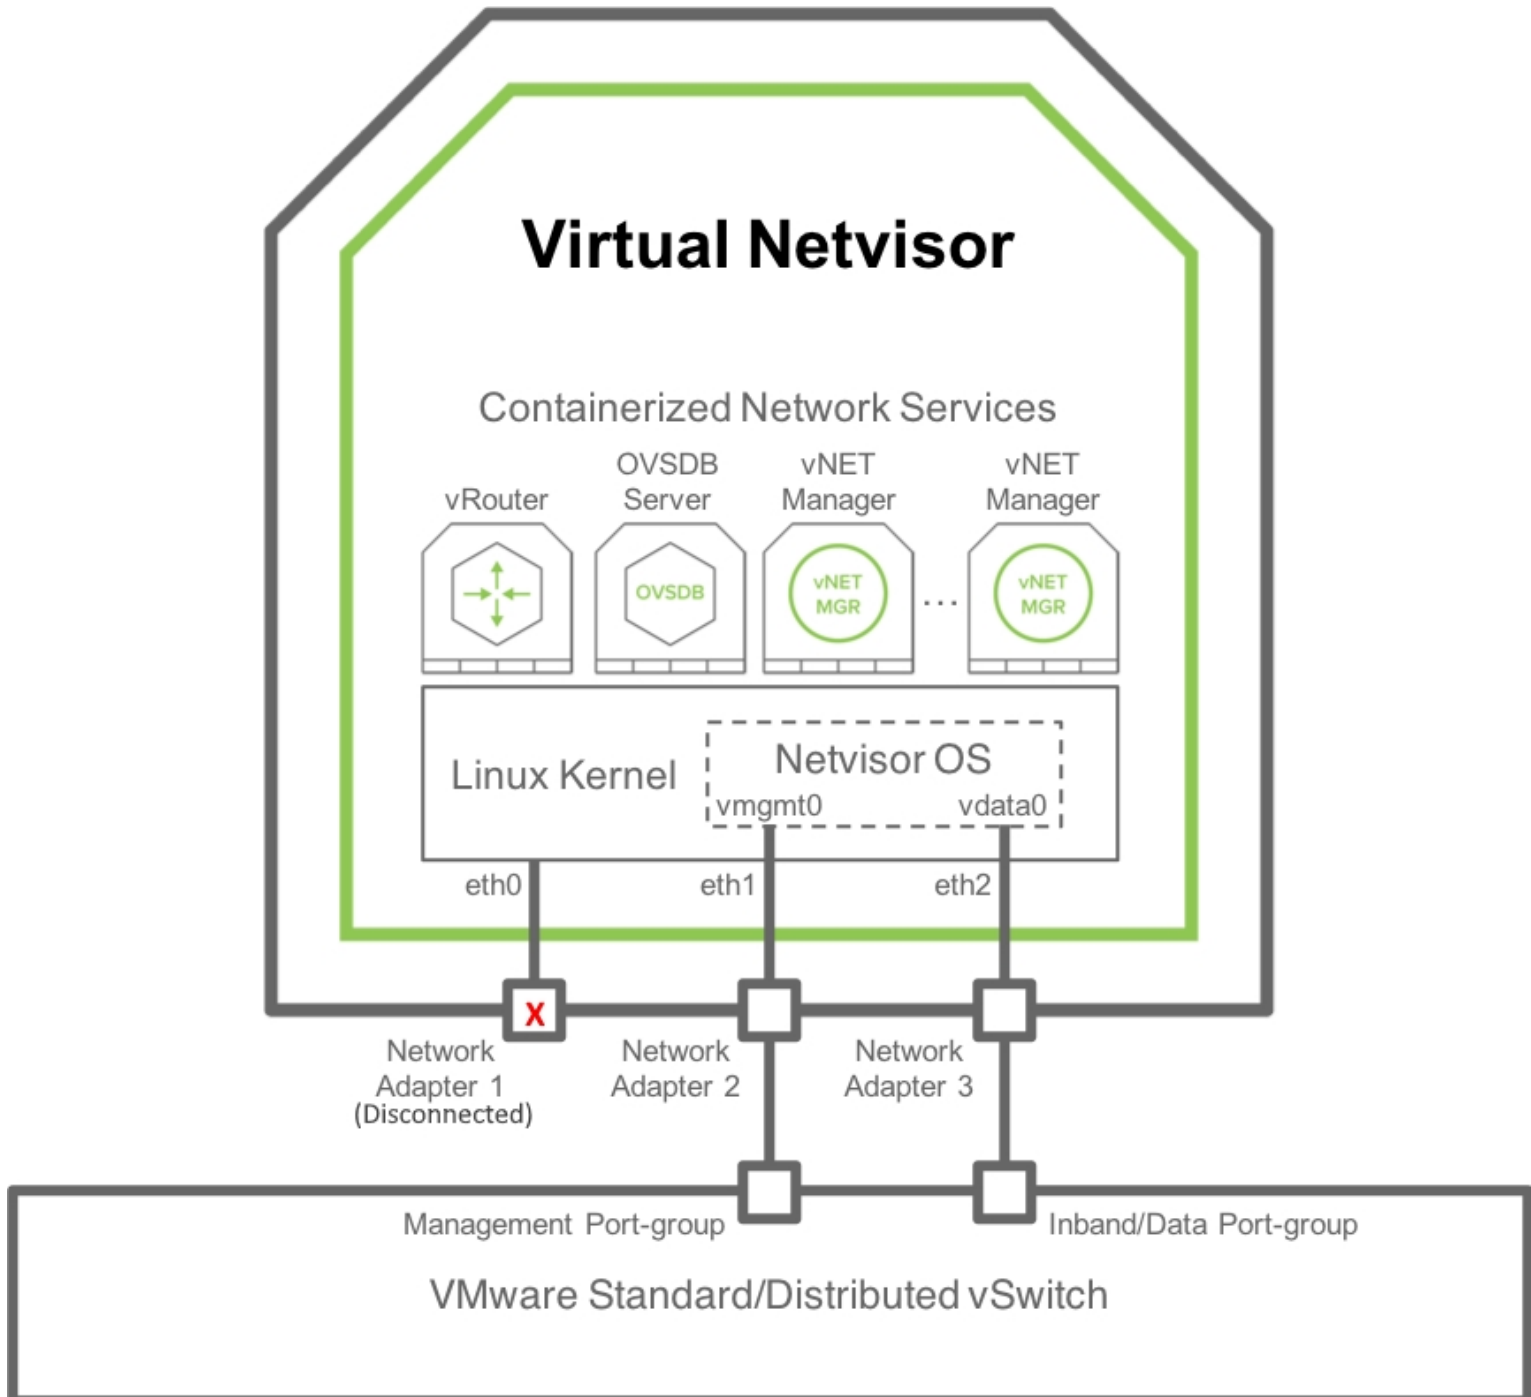 Virtual Netvisor
Containerized Network Services
vRouter
OVSDB
Server
vNET
Manager
vNET
Manager
OVSDB
vNET
MGR
...
vNET
MGR
Linux Kernel
Netvisor OS
vmgmt0
vdata0
eth0
eth1
eth2
X
Network
Adapter 1
(Disconnected)
Network
Adapter 2
Network
Adapter 3
Management Port-group
Inband/Data Port-group
VMware Standard/Distributed vSwitch